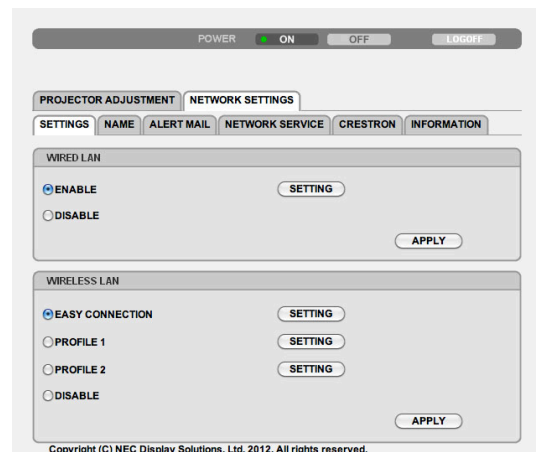 POWER ON OFF LOGOFF
PROJECTOR ADJUSTMENT NETWORK SETTINGS
SETTINGS NAME ALERT MAIL NETWORK SERVICE CRESTRON INFORMATION
WIRED LAN
ENABLE SETTING
DISABLE
APPLY
WIRELESS LAN
EASY CONNECTION SETTING
PROFILE 1 SETTING
PROFILE 2 SETTING
DISABLE
APPLY
Copyright (C) NEC Display Solutions, Ltd. 2012. All rights reserved.